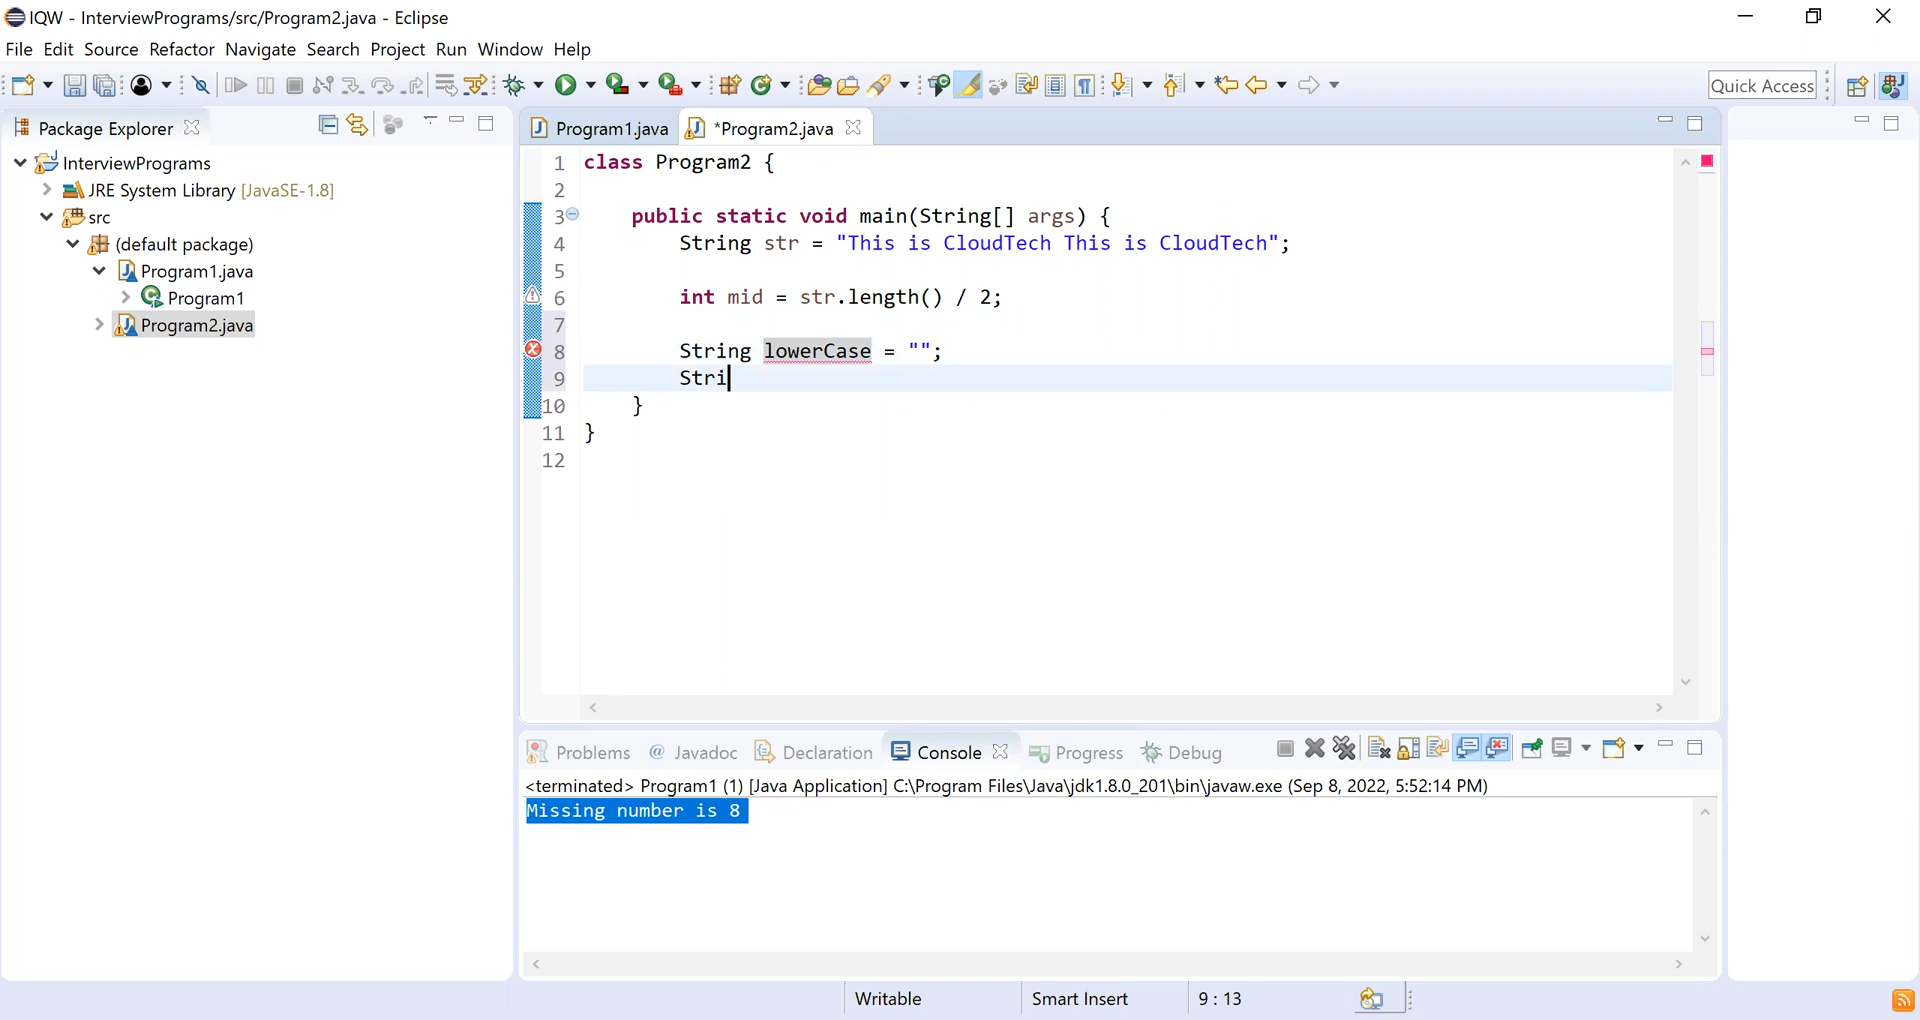 IQW - InterviewPrograms/src/Program2.java - Eclipse
File Edit Source Refactor Navigate Search Project Run Window Help
Quick Access
Package Explorer
InterviewPrograms
JRE System Library [JavaSE-1.8]
src
(default package)
Program1.java
Program1
Program2.java
Program1.java *Program2.java
1 class Program2 {
2
3 public static void main(String[] args) {
4 String str = "This is CloudTech This is CloudTech";
5
6 int mid = str.length() / 2;
7
8 String lowerCase = "";
9 Stri
10 }
11 }
12
Problems @ Javadoc Declaration Console Progress Debug
<terminated> Program1 (1) [Java Application] C:\Program Files\Java\jdk1.8.0_201\bin\javaw.exe (Sep 8, 2022, 5:52:14 PM)
Missing number is 8
Writable Smart Insert 9 : 13